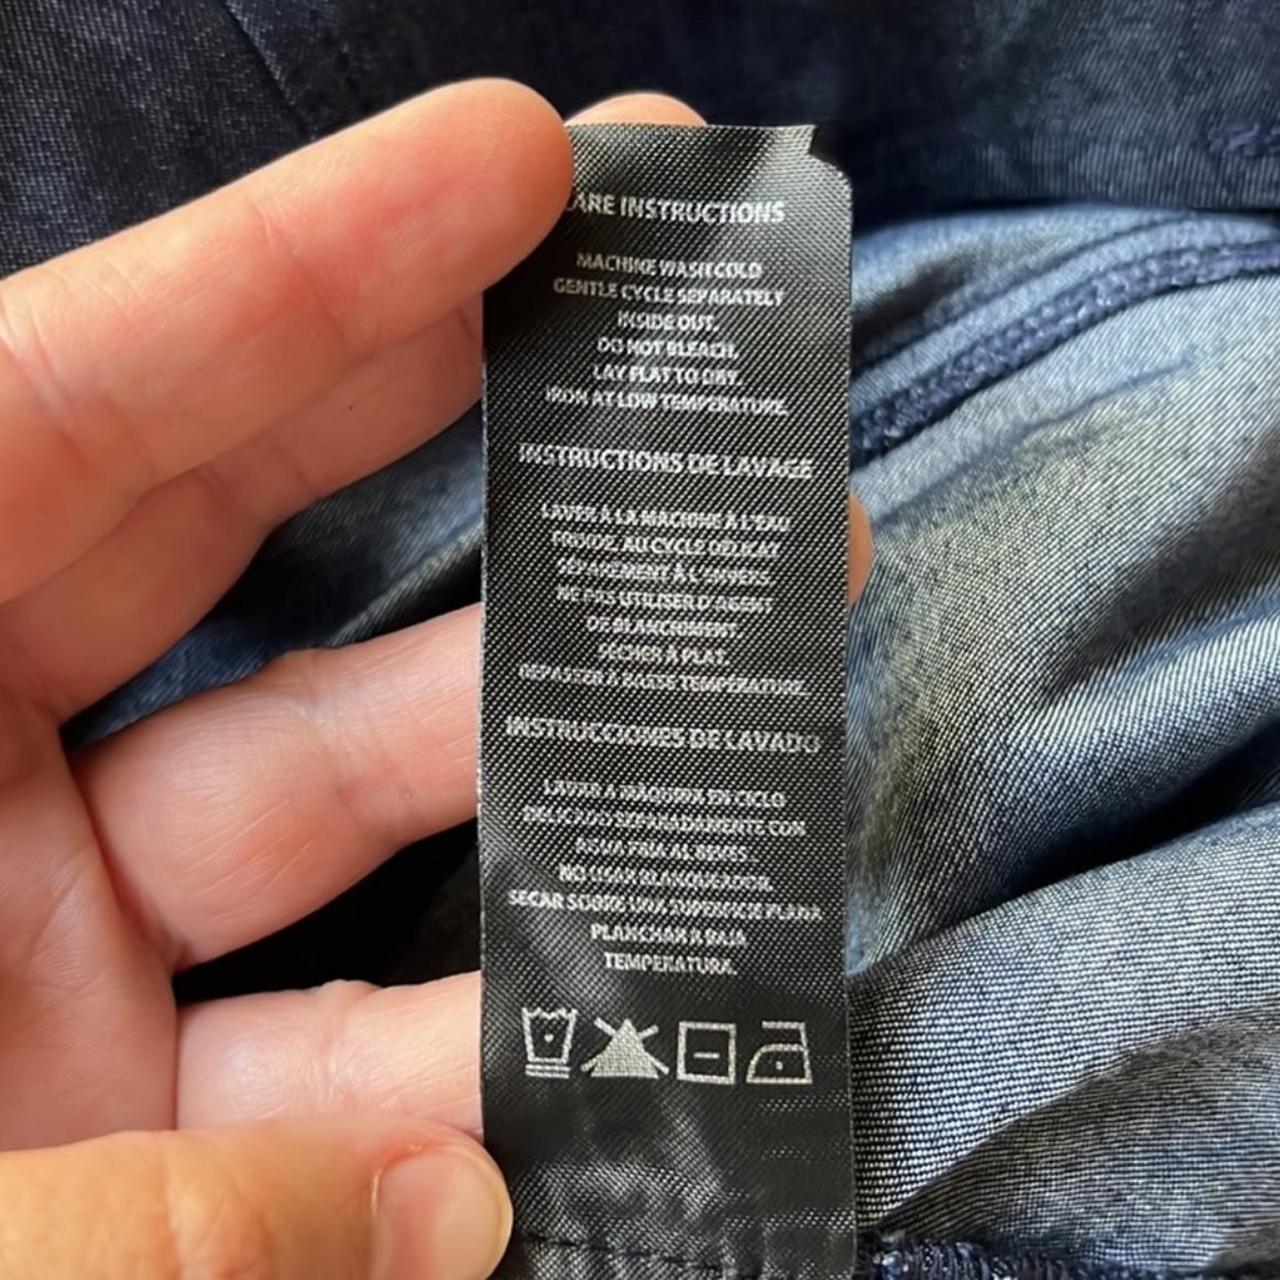 ARE INSTRUCTIONS
MACHINE WASH COLD
GENTLE CYCLE SEPARATELY
INSIDE OUT.
DO NOT BLEACH.
LAY FLAT TO DRY.
IRON AT LOW TEMPERATURE.
INSTRUCTIONS DE LAVAGE
LAVER À LA MACHINE À L'EAU
FROIDE, AU CYCLE DÉLICAT
SÉPARÉMENT À L'ENVERS.
NE PAS UTILISER D'AGENT
DE BLANCHIMENT.
SÉCHER À PLAT.
REPASSER À BASSE TEMPÉRATURE.
INSTRUCCIONES DE LAVADO
LAVAR A MÁQUINA EN CICLO
DELICADO SEPARADAMENTE CON
AGUA FRÍA AL REVÉS.
NO USAR BLANQUEADOR.
SECAR SOBRE UNA SUPERFICIE PLANA
PLANCHAR A BAJA
TEMPERATURA.